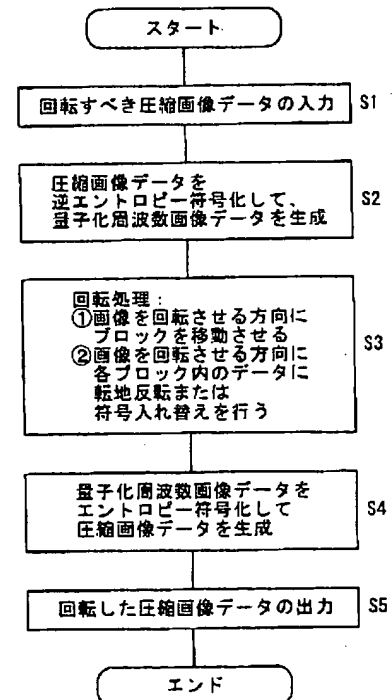 スタート
回転すべき圧縮画像データの入力 S1
圧縮画像データを
逆エントロピー符号化して、
量子化周波数画像データを生成
S2
回転処理:
①画像を回転させる方向に
ブロックを移動させる
②画像を回転させる方向に
各ブロック内のデータに
転地反転または
符号入れ替えを行う
S3
量子化周波数画像データを
エントロピー符号化して
圧縮画像データを生成
S4
回転した圧縮画像データの出力 S5
エンド